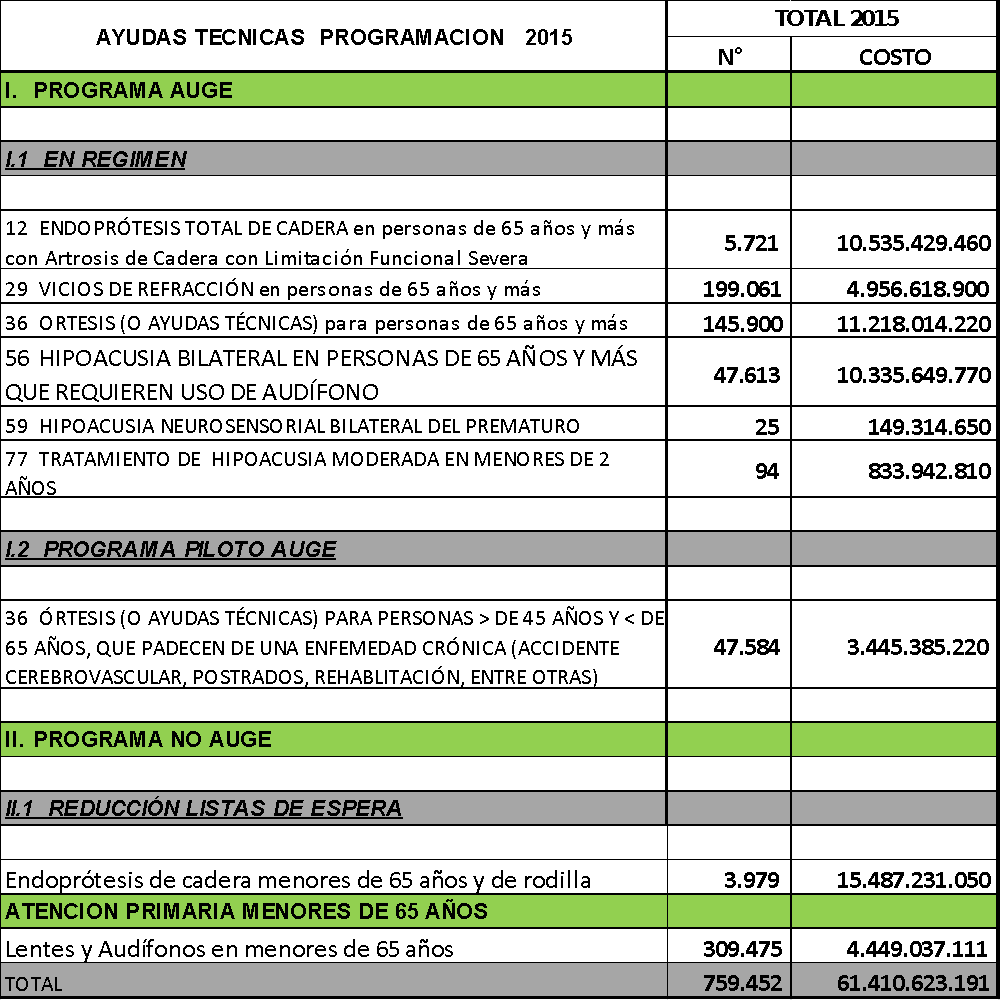 AYUDAS TECNICAS PROGRAMACION 2015
TOTAL 2015
N° COSTO
I. PROGRAMA AUGE
I.1 EN REGIMEN
12 ENDOPRÓTESIS TOTAL DE CADERA en personas de 65 años y más
con Artrosis de Cadera con Limitación Funcional Severa
5.721 10.535.429.460
29 VICIOS DE REFRACCIÓN en personas de 65 años y más 199.061 4.956.618.900
36 ORTESIS (O AYUDAS TÉCNICAS) para personas de 65 años y más 145.900 11.218.014.220
56 HIPOACUSIA BILATERAL EN PERSONAS DE 65 AÑOS Y MÁS
QUE REQUIEREN USO DE AUDÍFONO
47.613 10.335.649.770
59 HIPOACUSIA NEUROSENSORIAL BILATERAL DEL PREMATURO 25 149.314.650
77 TRATAMIENTO DE HIPOACUSIA MODERADA EN MENORES DE 2
AÑOS
94 833.942.810
I.2 PROGRAMA PILOTO AUGE
36 ÓRTESIS (O AYUDAS TÉCNICAS) PARA PERSONAS > DE 45 AÑOS Y < DE
65 AÑOS, QUE PADECEN DE UNA ENFEMEDAD CRÓNICA (ACCIDENTE
CEREBROVASCULAR, POSTRADOS, REHABLITACIÓN, ENTRE OTRAS)
47.584 3.445.385.220
II. PROGRAMA NO AUGE
II.1 REDUCCIÓN LISTAS DE ESPERA
Endoprótesis de cadera menores de 65 años y de rodilla 3.979 15.487.231.050
ATENCION PRIMARIA MENORES DE 65 AÑOS
Lentes y Audífonos en menores de 65 años 309.475 4.449.037.111
TOTAL 759.452 61.410.623.191